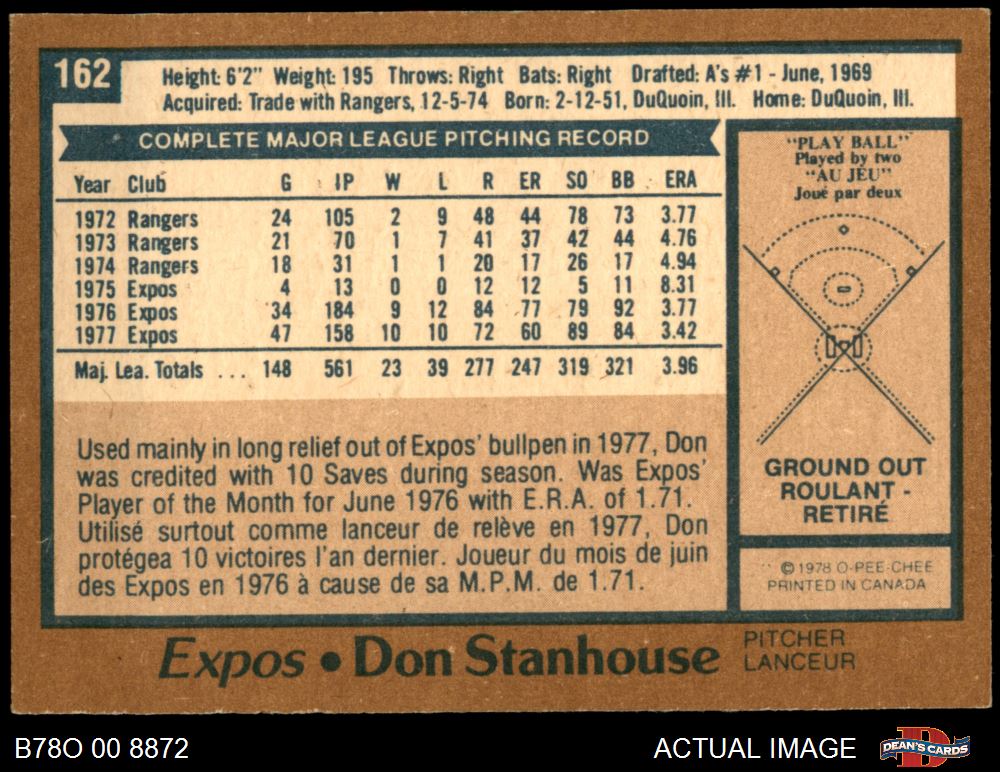 162
Height: 6'2" Weight: 195 Throws: Right Bats: Right Drafted: A's #1 - June, 1969
Acquired: Trade with Rangers, 12-5-74 Born: 2-12-51, DuQuoin, Ill. Home: DuQuoin, Ill.
COMPLETE MAJOR LEAGUE PITCHING RECORD
Year Club G IP W L R ER SO BB ERA
1972 Rangers 24 105 2 9 48 44 78 73 3.77
1973 Rangers 21 70 1 7 41 37 42 44 4.76
1974 Rangers 18 31 1 1 20 17 26 17 4.94
1975 Expos 4 13 0 0 12 12 5 11 8.31
1976 Expos 34 184 9 12 84 77 79 92 3.77
1977 Expos 47 158 10 10 72 60 89 84 3.42
Maj. Lea. Totals ... 148 561 23 39 277 247 319 321 3.96
Used mainly in long relief out of Expos' bullpen in 1977, Don
was credited with 10 Saves during season. Was Expos'
Player of the Month for June 1976 with E.R.A. of 1.71.
Utilisé surtout comme lanceur de relève en 1977, Don
protégea 10 victoires l'an dernier. Joueur du mois de juin
des Expos en 1976 à cause de sa M.P.M. de 1.71.
"PLAY BALL"
Played by two
"AU JEU"
Joué par deux
GROUND OUT
ROULANT -
RETIRÉ
©1978 O-PEE-CHEE
PRINTED IN CANADA
Expos • Don Stanhouse
PITCHER
LANCEUR
B78O 00 8872
ACTUAL IMAGE
DEAN'S CARDS